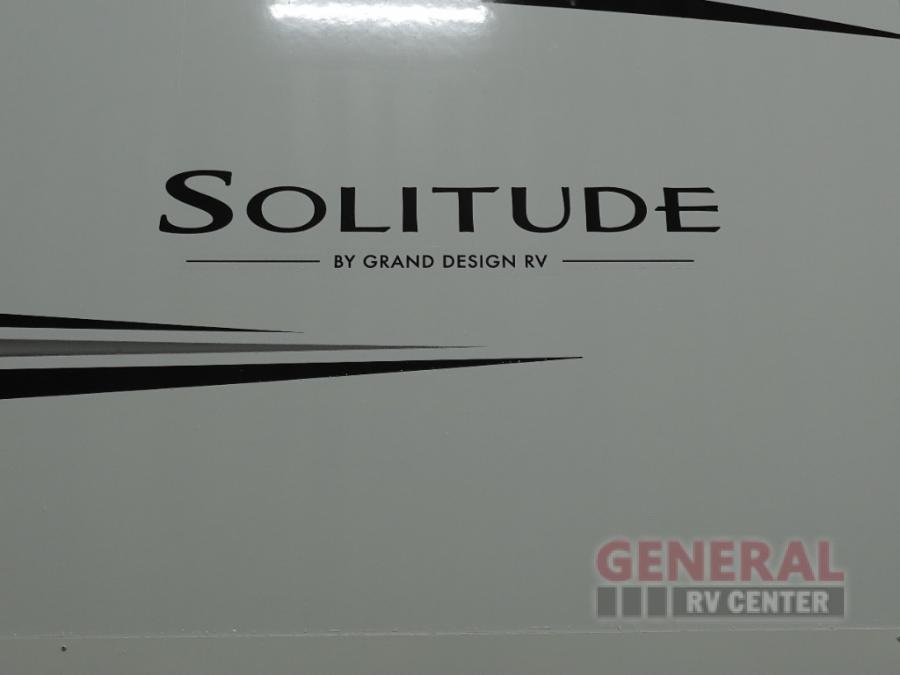 SOLITUDE
BY GRAND DESIGN RV
GENERAL
RV CENTER